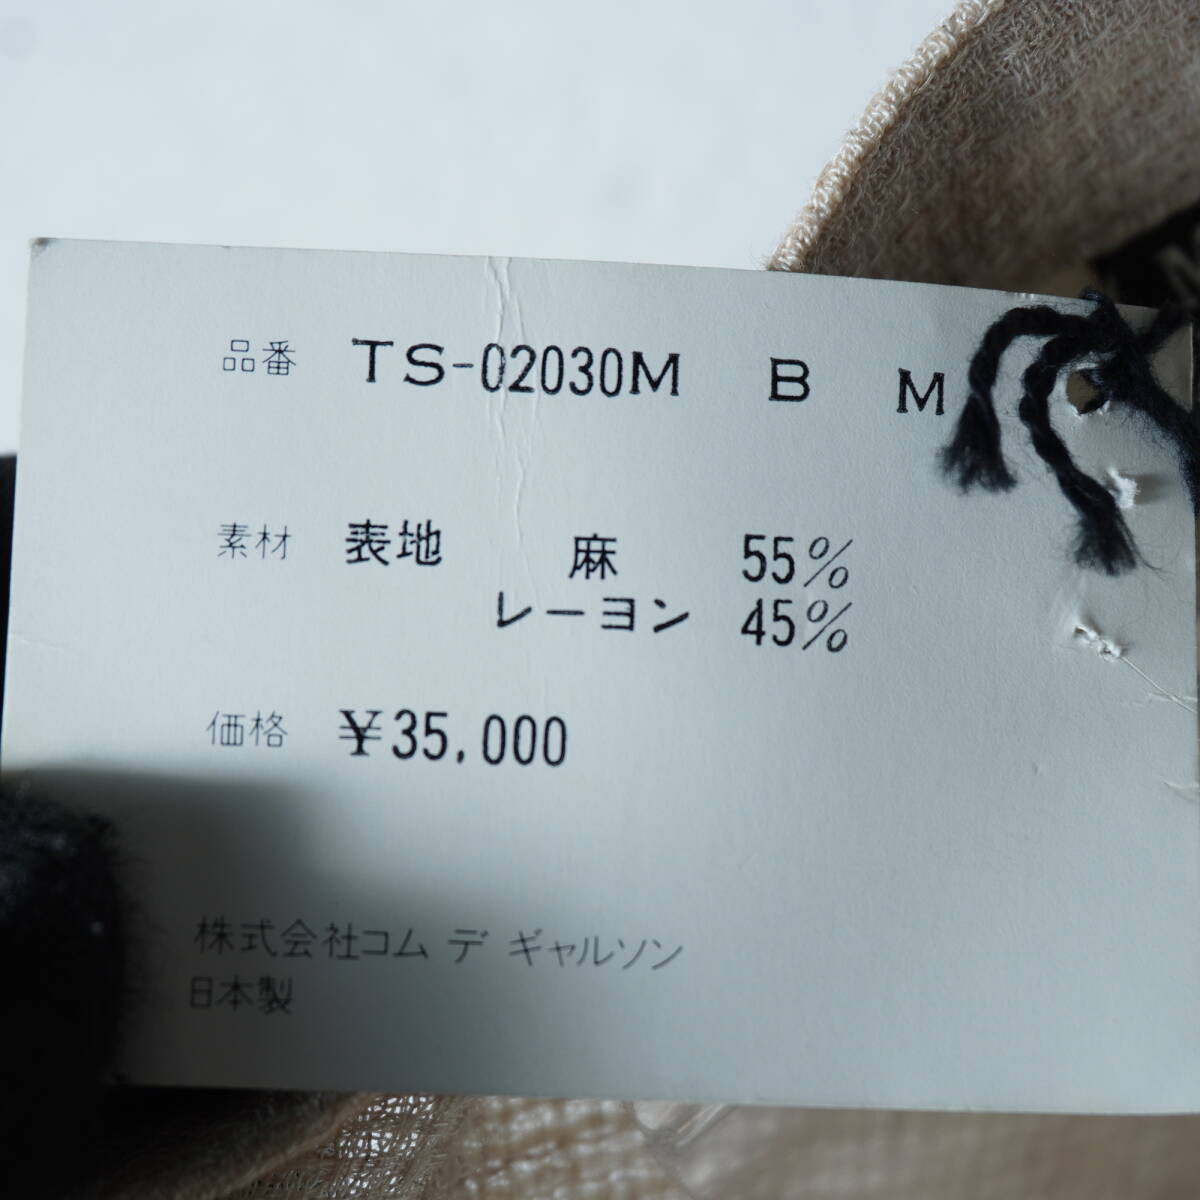 品番 TS-02030M B M
素材 表地 麻 55%
レーヨン 45%
価格 ¥35,000
株式会社コム デ ギャルソン
日本製